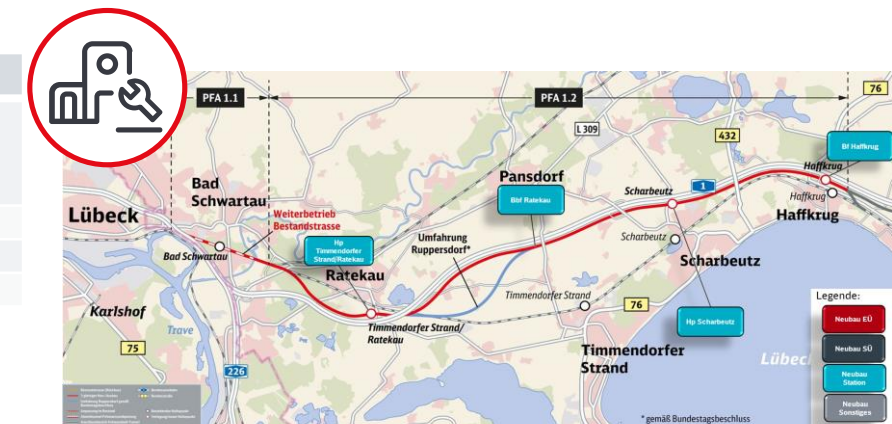 PFA 1.1
PFA 1.2
76
L 309
432
Bf Haffkrug
Haffkrug
Haffkrug
Haffkrug
Bad
Schwartau
Lübeck
Weiterbetrieb
Bestandstrasse
Bad Schwartau
Hp
Timmendorfer
Strand/Ratekau
Ratekau
Umfahrung
Ruppersdorf*
Pansdorf
Bbf Ratekau
Scharbeutz
1
Scharbeutz
Scharbeutz
Hp Scharbeutz
Karlshof
Trave
75
226
Timmendorfer Strand/
Ratekau
Timmendorfer Strand
76
Timmendorfer
Strand
Lübec
* gemäß Bundestagsbeschluss
Legende:
Neubau EÜ
Neubau SÜ
Neubau
Station
Neubau
Sonstiges